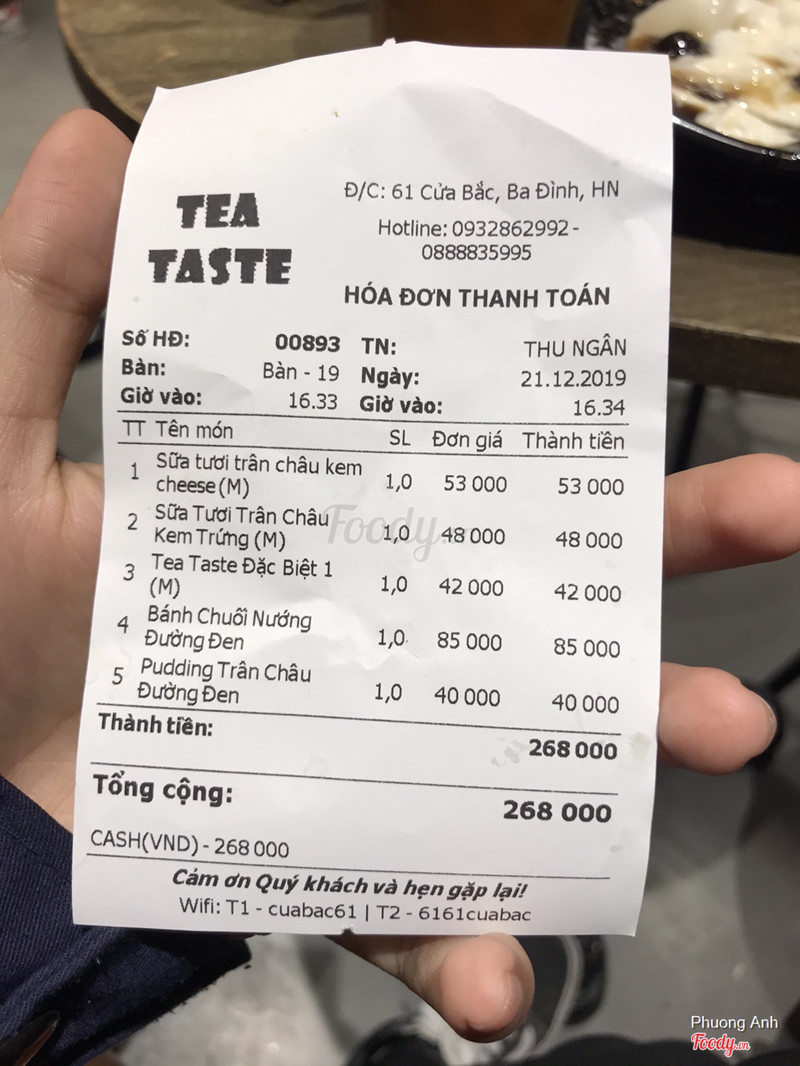 TEA
TASTE
Đ/C: 61 Cửa Bắc, Ba Đình, HN
Hotline: 0932862992-
0888835995
HÓA ĐƠN THANH TOÁN
Số HĐ: 00893 TN: THU NGÂN
Bàn: Bàn - 19 Ngày: 21.12.2019
Giờ vào: 16.33 Giờ vào: 16.34
TT Tên món SL Đơn giá Thành tiền
1 Sữa tươi trân châu kem
cheese(M) 1,0 53 000 53 000
2 Sữa Tươi Trân Châu
Kem Trứng (M) 1,0 48 000 48 000
3 Tea Taste Đặc Biệt 1
(M) 1,0 42 000 42 000
4 Bánh Chuối Nướng
Đường Đen 1,0 85 000 85 000
5 Pudding Trân Châu
Đường Đen 1,0 40 000 40 000
Thành tiền: 268 000
Tổng cộng: 268 000
CASH(VND) - 268 000
Cảm ơn Quý khách và hẹn gặp lại!
Wifi: T1 - cuabac61 | T2 - 6161cuabac
Foody.vn
Phuong Anh
Foody.vn